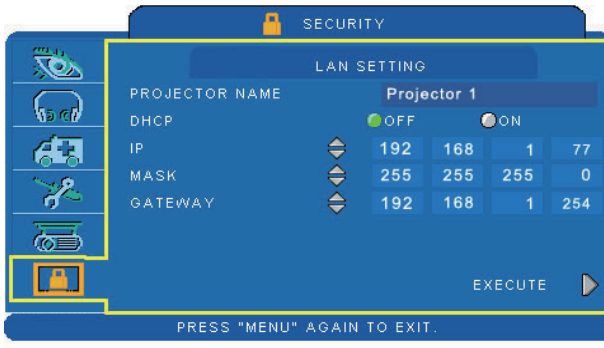 SECURITY
LAN SETTING
PROJECTOR NAME Projector 1
DHCP OFF ON
IP 192 168 1 77
MASK 255 255 255 0
GATEWAY 192 168 1 254
EXECUTE
PRESS "MENU" AGAIN TO EXIT.